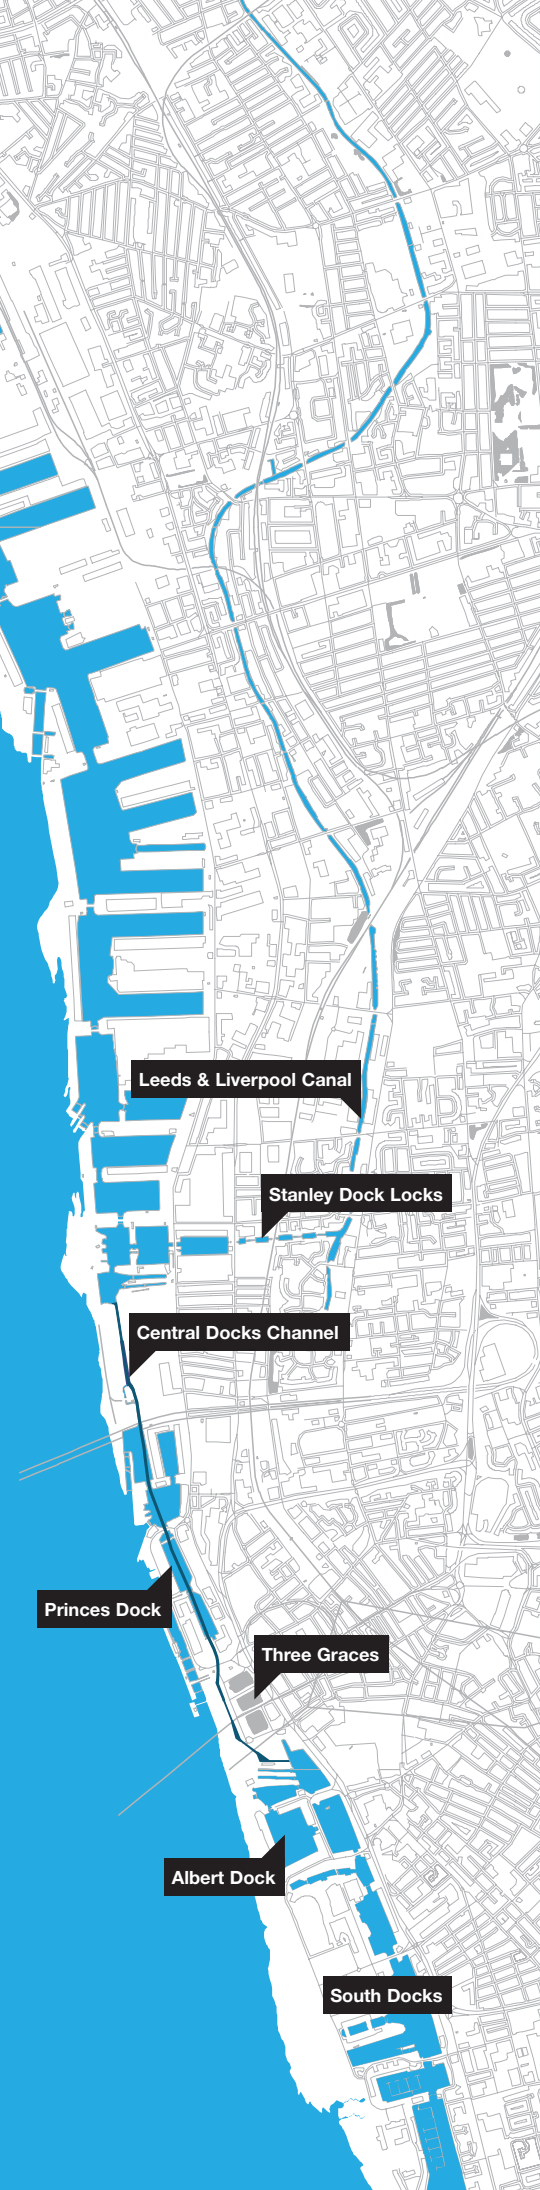 Leeds & Liverpool Canal
Stanley Dock Locks
Central Docks Channel
Princes Dock
Three Graces
Albert Dock
South Docks